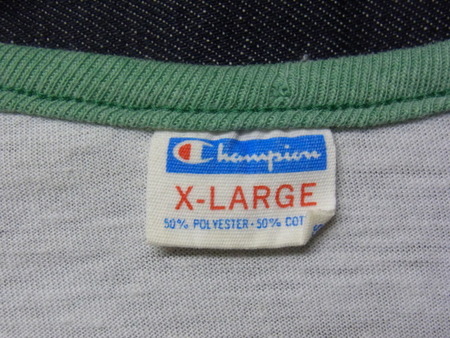 Champion
X-LARGE
50% POLYESTER · 50% COT